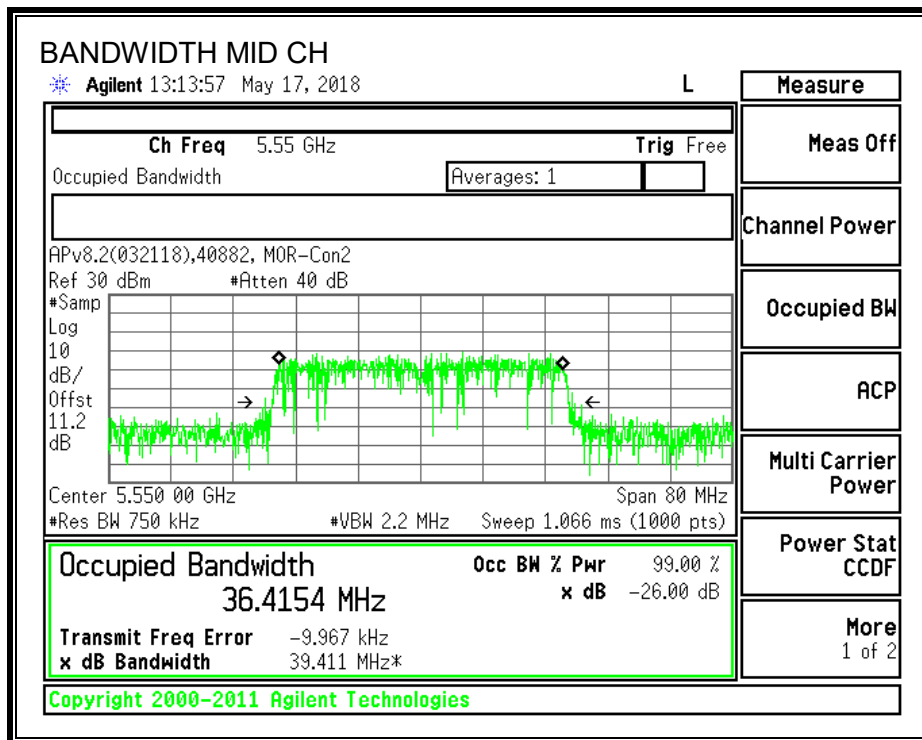 BANDWIDTH MID CH
Agilent 13:13:57 May 17, 2018 L
Measure
Ch Freq 5.55 GHz Trig Free
Meas Off
Occupied Bandwidth Averages: 1
Channel Power
APv8.2(032118),40882, MOR-Con2
Ref 30 dBm #Atten 40 dB
#Samp
Log
10
dB/
Offst
11.2
dB
Occupied BW
ACP
Multi Carrier
Power
Center 5.550 00 GHz Span 80 MHz
#Res BW 750 kHz #VBW 2.2 MHz Sweep 1.066 ms (1000 pts)
Power Stat
CCDF
Occupied Bandwidth Occ BW % Pwr 99.00 %
36.4154 MHz x dB -26.00 dB
Transmit Freq Error -9.967 kHz
x dB Bandwidth 39.411 MHz*
More
1 of 2
Copyright 2000-2011 Agilent Technologies